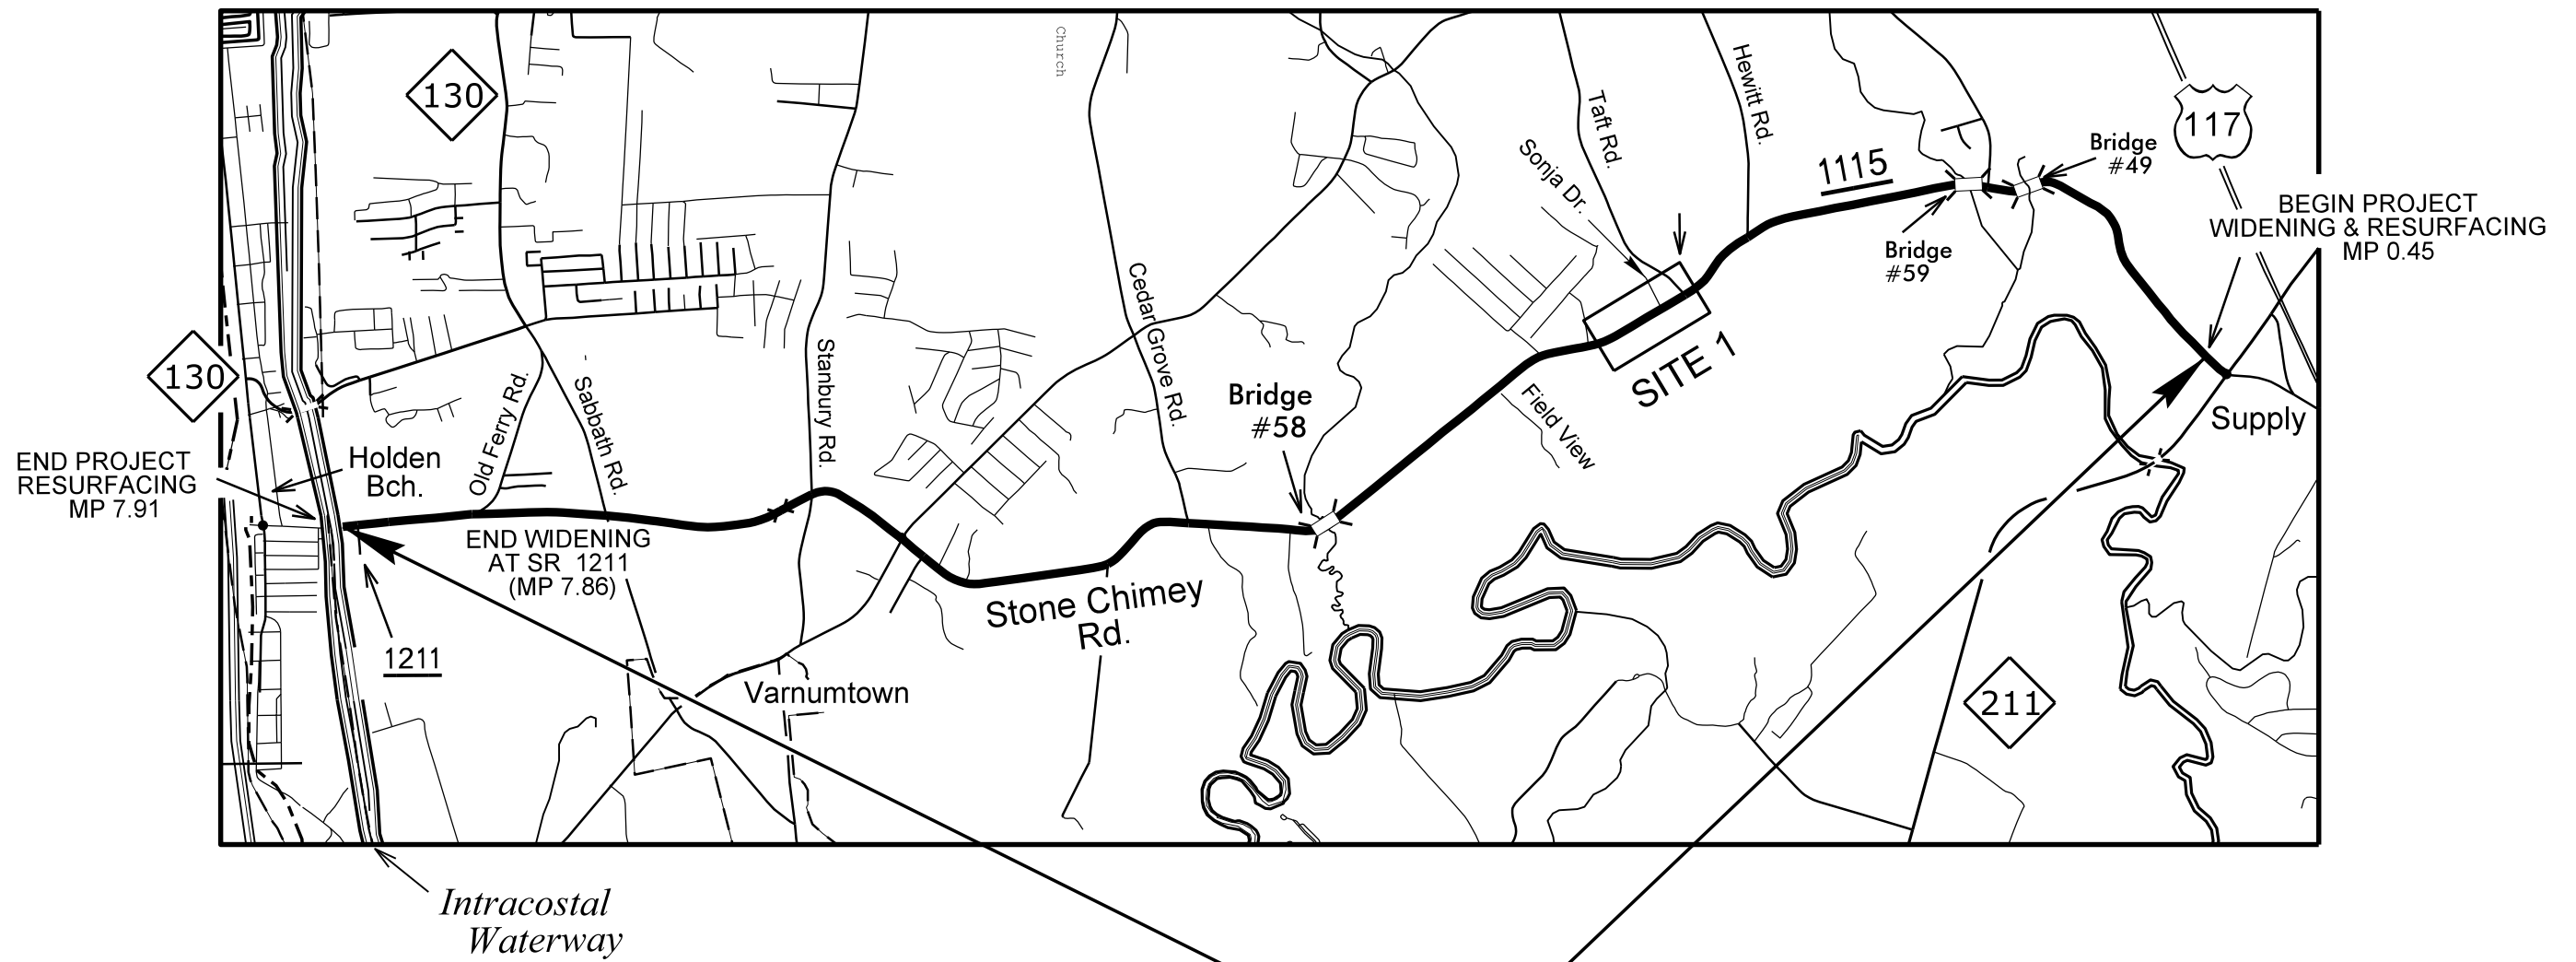 Church
130
Hewitt Rd.
Taft Rd.
117
Bridge
#49
1115
Sonja Dr.
BEGIN PROJECT
WIDENING & RESURFACING
MP 0.45
Bridge
#59
Cedar Grove Rd.
Stanbury Rd.
130
SITE 1
Old Ferry Rd.
Sabbath Rd.
Bridge
#58
Field View
Supply
Holden
Bch.
END PROJECT
RESURFACING
MP 7.91
END WIDENING
AT SR 1211
(MP 7.86)
Stone Chimey
Rd.
1211
Varnumtown
211
Intracostal
Waterway